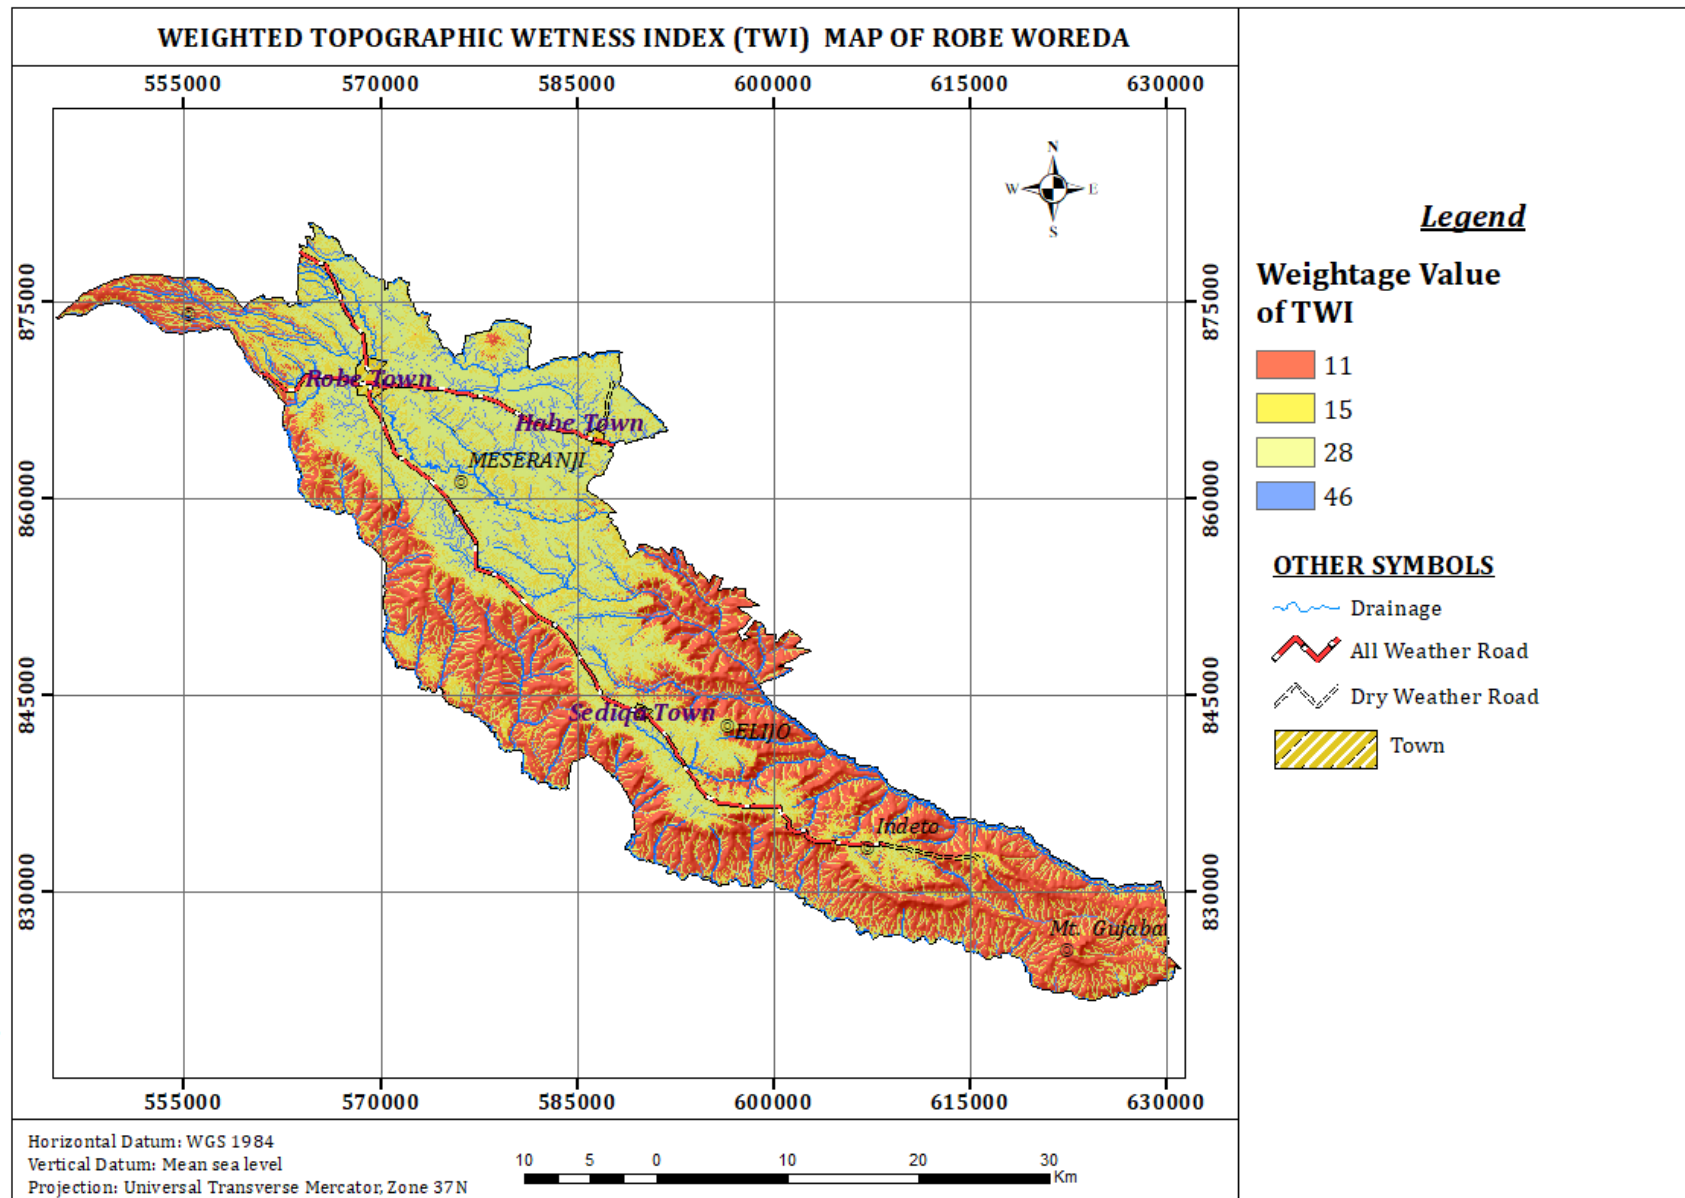 WEIGHTED TOPOGRAPHIC WETNESS INDEX (TWI) MAP OF ROBE WOREDA
555000 570000 585000 600000 615000 630000
N
W E
S
875000 875000
Robe Town
Habe Town
MESERANJI
860000 860000
845000 845000
Sediqa Town
ELIJO
Indeto
830000 830000
Mt. Gujaba
555000 570000 585000 600000 615000 630000
Horizontal Datum: WGS 1984
Vertical Datum: Mean sea level
Projection: Universal Transverse Mercator, Zone 37N
10 5 0 10 20 30
Km
Legend
Weightage Value
of TWI
11
15
28
46
OTHER SYMBOLS
Drainage
All Weather Road
Dry Weather Road
Town